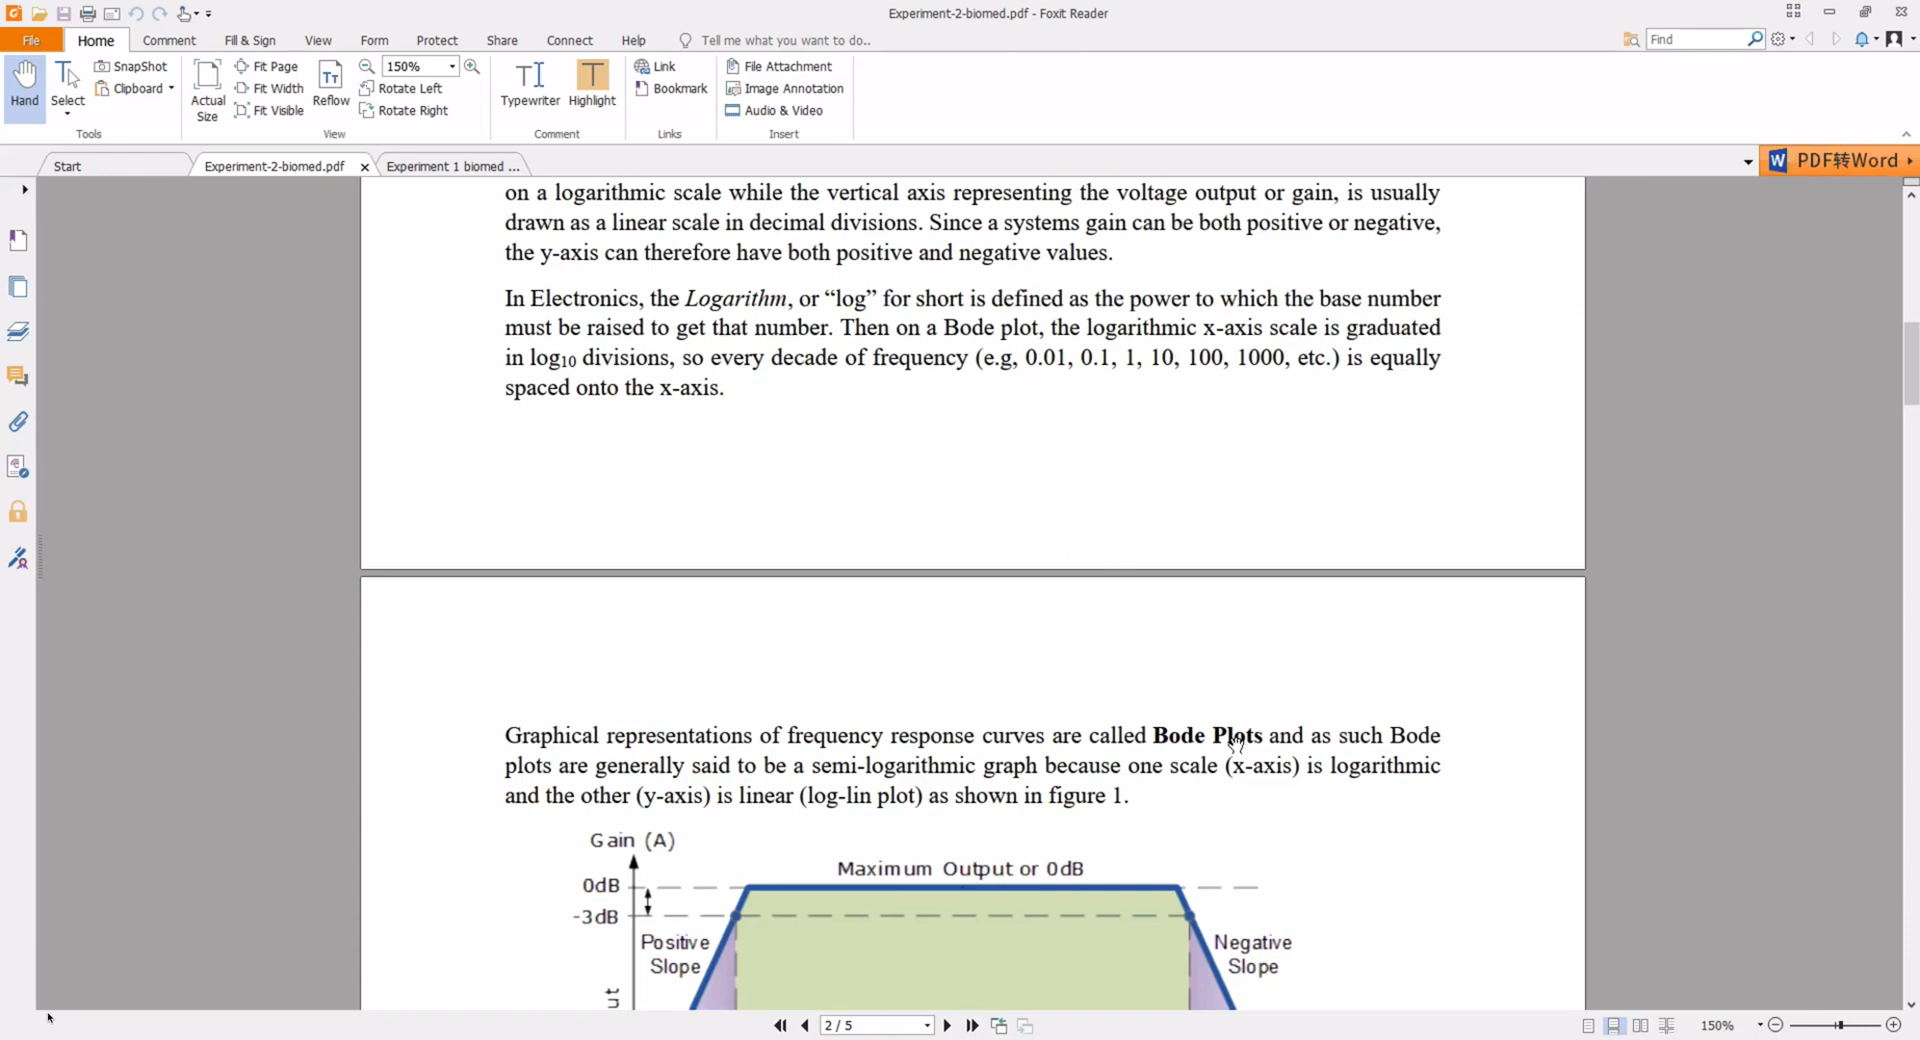 Experiment-2-biomed.pdf - Foxit Reader
File Home Comment Fill & Sign View Form Protect Share Connect Help Tell me what you want to do.. Find
Hand
Select
SnapShot
Clipboard
Tools
Actual Size
Fit Page
Fit Width
Fit Visible
Reflow
150%
Rotate Left
Rotate Right
View
Typewriter
Highlight
Comment
Link
Bookmark
Links
File Attachment
Image Annotation
Audio & Video
Insert
Start Experiment-2-biomed.pdf Experiment 1 biomed ... PDF转Word
on a logarithmic scale while the vertical axis representing the voltage output or gain, is usually
drawn as a linear scale in decimal divisions. Since a systems gain can be both positive or negative,
the y-axis can therefore have both positive and negative values.
In Electronics, the Logarithm, or “log” for short is defined as the power to which the base number
must be raised to get that number. Then on a Bode plot, the logarithmic x-axis scale is graduated
in log10 divisions, so every decade of frequency (e.g, 0.01, 0.1, 1, 10, 100, 1000, etc.) is equally
spaced onto the x-axis.
Graphical representations of frequency response curves are called Bode Plots and as such Bode
plots are generally said to be a semi-logarithmic graph because one scale (x-axis) is logarithmic
and the other (y-axis) is linear (log-lin plot) as shown in figure 1.
Gain (A)
Maximum Output or 0dB
0dB
-3dB
Positive
Slope
Negative
Slope
ut
2 / 5
150%